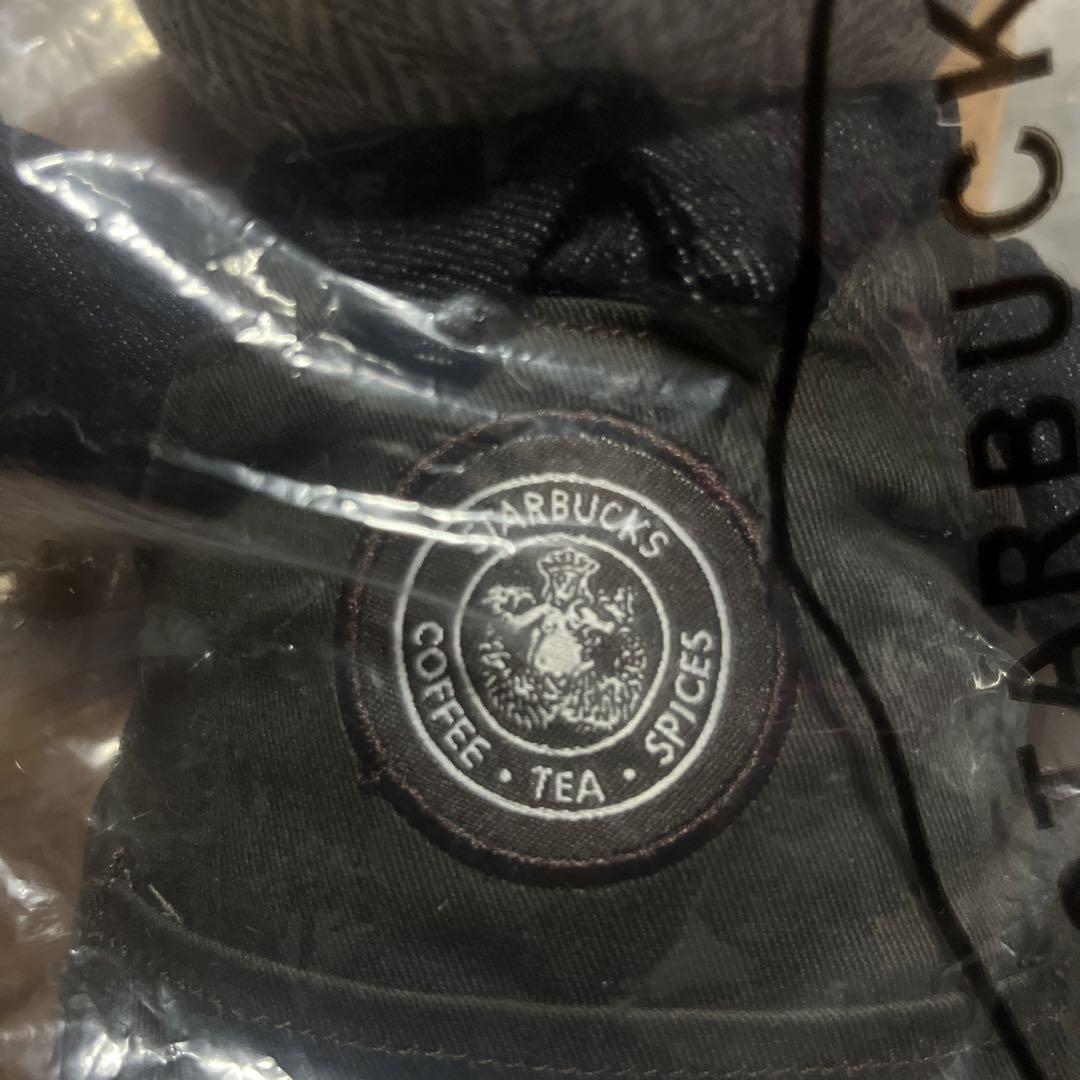 STARBUCKS
COFFEE • TEA • SPICES
STARBUCK